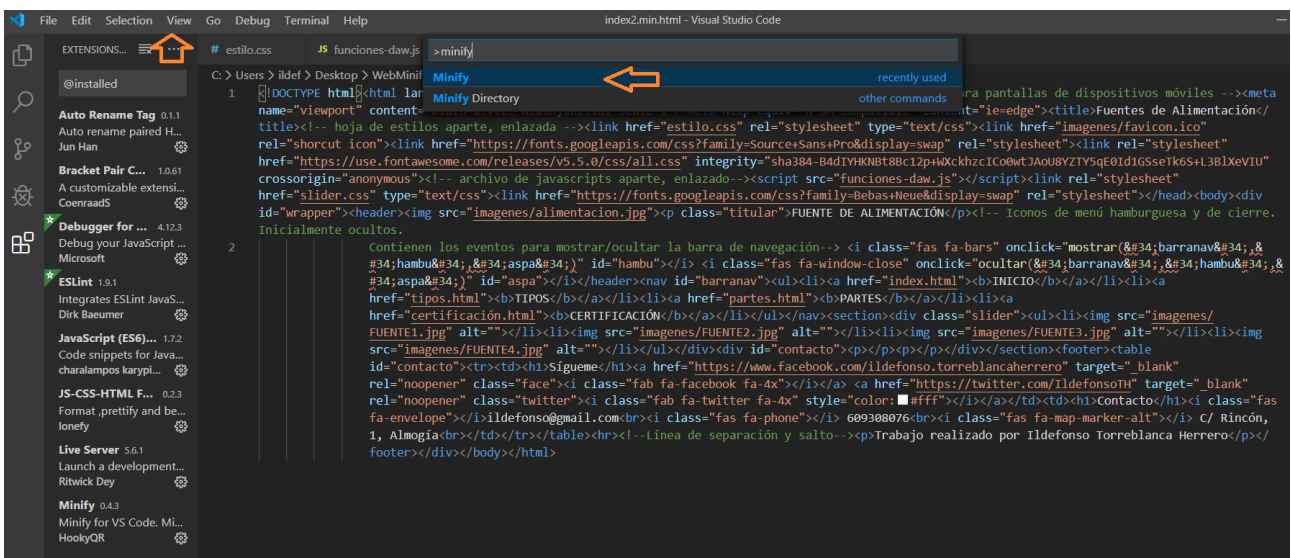 File Edit Selection View Go Debug Terminal Help index2.min.html - Visual Studio Code
EXTENSIONS...
# estilo.css
JS funciones-daw.js
>minify
@installed
C: > Users > ildef > Desktop > WebMinif
Minify recently used
Minify Directory other commands
Auto Rename Tag 0.1.1
Auto rename paired H...
Jun Han
Bracket Pair C... 1.0.61
A customizable extensi...
CoenraadS
Debugger for ... 4.12.3
Debug your JavaScript ...
Microsoft
ESLint 1.9.1
Integrates ESLint JavaS...
Dirk Baeumer
JavaScript (ES6)... 1.7.2
Code snippets for Java...
charalampos karypi...
JS-CSS-HTML F... 0.2.3
Format ,prettify and be...
lonefy
Live Server 5.6.1
Launch a development...
Ritwick Dey
Minify 0.4.3
Minify for VS Code. Mi...
HookyQR
1 <!DOCTYPE html><html lar ra pantallas de dispositivos móviles --><meta
name="viewport" content= nt="ie=edge"><title>Fuentes de Alimentación</
title><!-- hoja de estilos aparte, enlazada --><link href="estilo.css" rel="stylesheet" type="text/css"><link href="imagenes/favicon.ico"
rel="shorcut icon"><link href="https://fonts.googleapis.com/css?family=Source+Sans+Pro&display=swap" rel="stylesheet"><link rel="stylesheet"
href="https://use.fontawesome.com/releases/v5.5.0/css/all.css" integrity="sha384-B4dIYHKNBt8Bc12p+WXckhzcICo0wtJAoU8YZTY5qE0Id1GSseTk6S+L3BlXeVIU"
crossorigin="anonymous"><!-- archivo de javascripts aparte, enlazado--><script src="funciones-daw.js"></script><link rel="stylesheet"
href="slider.css" type="text/css"><link href="https://fonts.googleapis.com/css?family=Bebas+Neue&display=swap" rel="stylesheet"></head><body><div
id="wrapper"><header><img src="imagenes/alimentacion.jpg"><p class="titular">FUENTE DE ALIMENTACIÓN</p><!-- Iconos de menú hamburguesa y de cierre.
Inicialmente ocultos.
2 Contienen los eventos para mostrar/ocultar la barra de navegación--> <i class="fas fa-bars" onclick="mostrar(&#34;barranav&#34;,&
#34;hambu&#34;,&#34;aspa&#34;)" id="hambu"></i> <i class="fas fa-window-close" onclick="ocultar(&#34;barranav&#34;,&#34;hambu&#34;,&
#34;aspa&#34;)" id="aspa"></i></header><nav id="barranav"><ul><li><a href="index.html"><b>INICIO</b></a></li><li><a
href="tipos.html"><b>TIPOS</b></a></li><li><a href="partes.html"><b>PARTES</b></a></li><li><a
href="certificación.html"><b>CERTIFICACIÓN</b></a></li></ul></nav><section><div class="slider"><ul><li><img src="imagenes/
FUENTE1.jpg" alt=""></li><li><img src="imagenes/FUENTE2.jpg" alt=""></li><li><img src="imagenes/FUENTE3.jpg" alt=""></li><li><img
src="imagenes/FUENTE4.jpg" alt=""></li></ul></div><div id="contacto"><p></p><p></p></div></section><footer><table
id="contacto"><tr><td><h1>Sígueme</h1><a href="https://www.facebook.com/ildefonso.torreblancaherrero" target="_blank"
rel="noopener" class="face"><i class="fab fa-facebook fa-4x"></i></a> <a href="https://twitter.com/IldefonsoTH" target="_blank"
rel="noopener" class="twitter"><i class="fab fa-twitter fa-4x" style="color:#fff"></i></a></td><td><h1>Contacto</h1><i class="fas
fa-envelope"></i>ildefonso@gmail.com<br><i class="fas fa-phone"></i> 609308076<br><i class="fas fa-map-marker-alt"></i> C/ Rincón,
1, Almogía<br></td></tr></table><hr><!--Línea de separación y salto--><p>Trabajo realizado por Ildefonso Torreblanca Herrero</p></
footer></div></body></html>